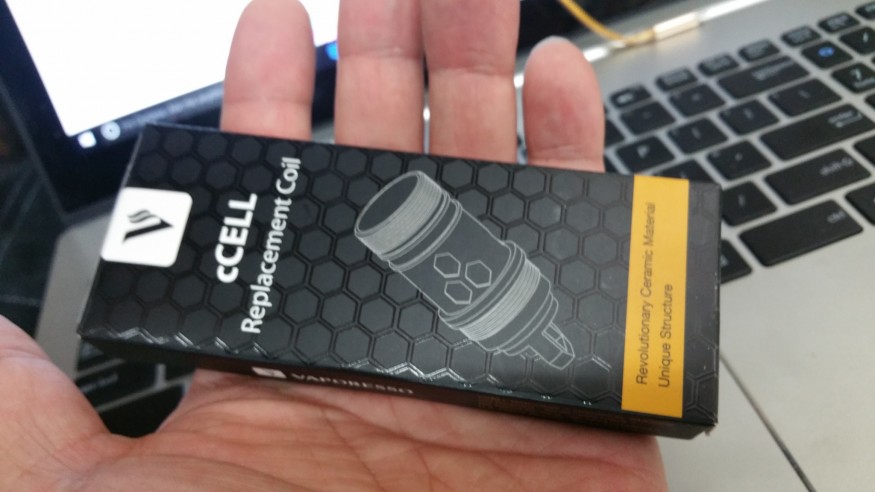 cCELL
Replacement Coil
Revolutionary Ceramic Material
Unique Structure
VAPORESSO